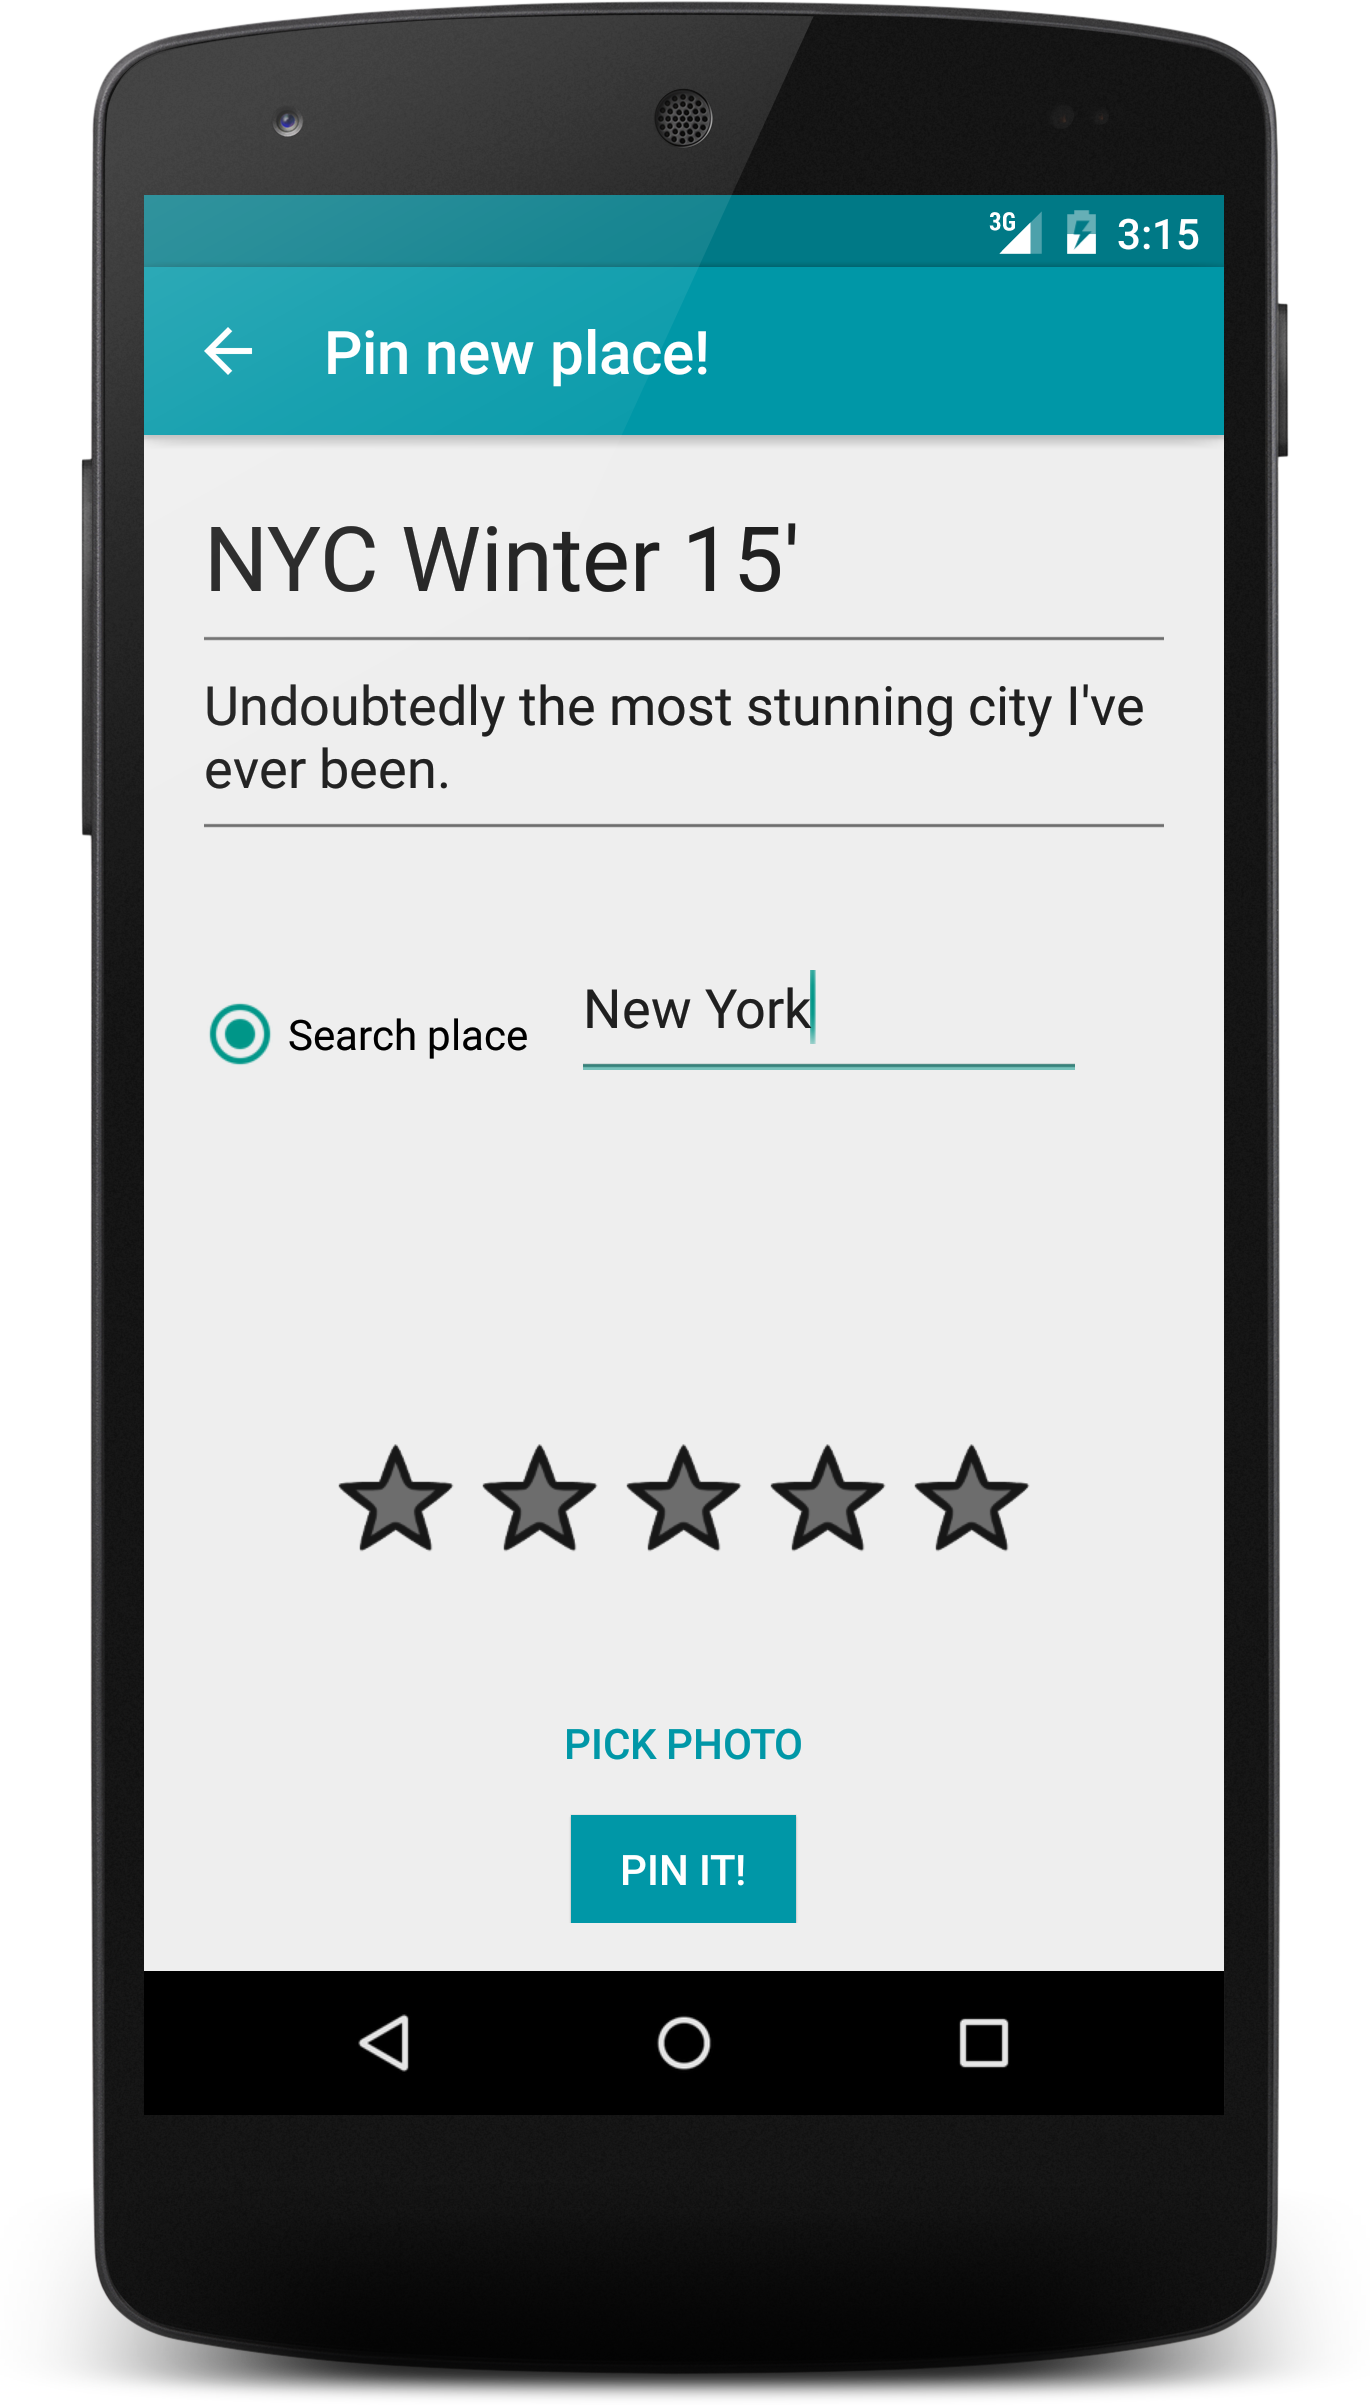 3G 3:15
Pin new place!
NYC Winter 15'
Undoubtedly the most stunning city I've
ever been.
New York
Search place
PICK PHOTO
PIN IT!